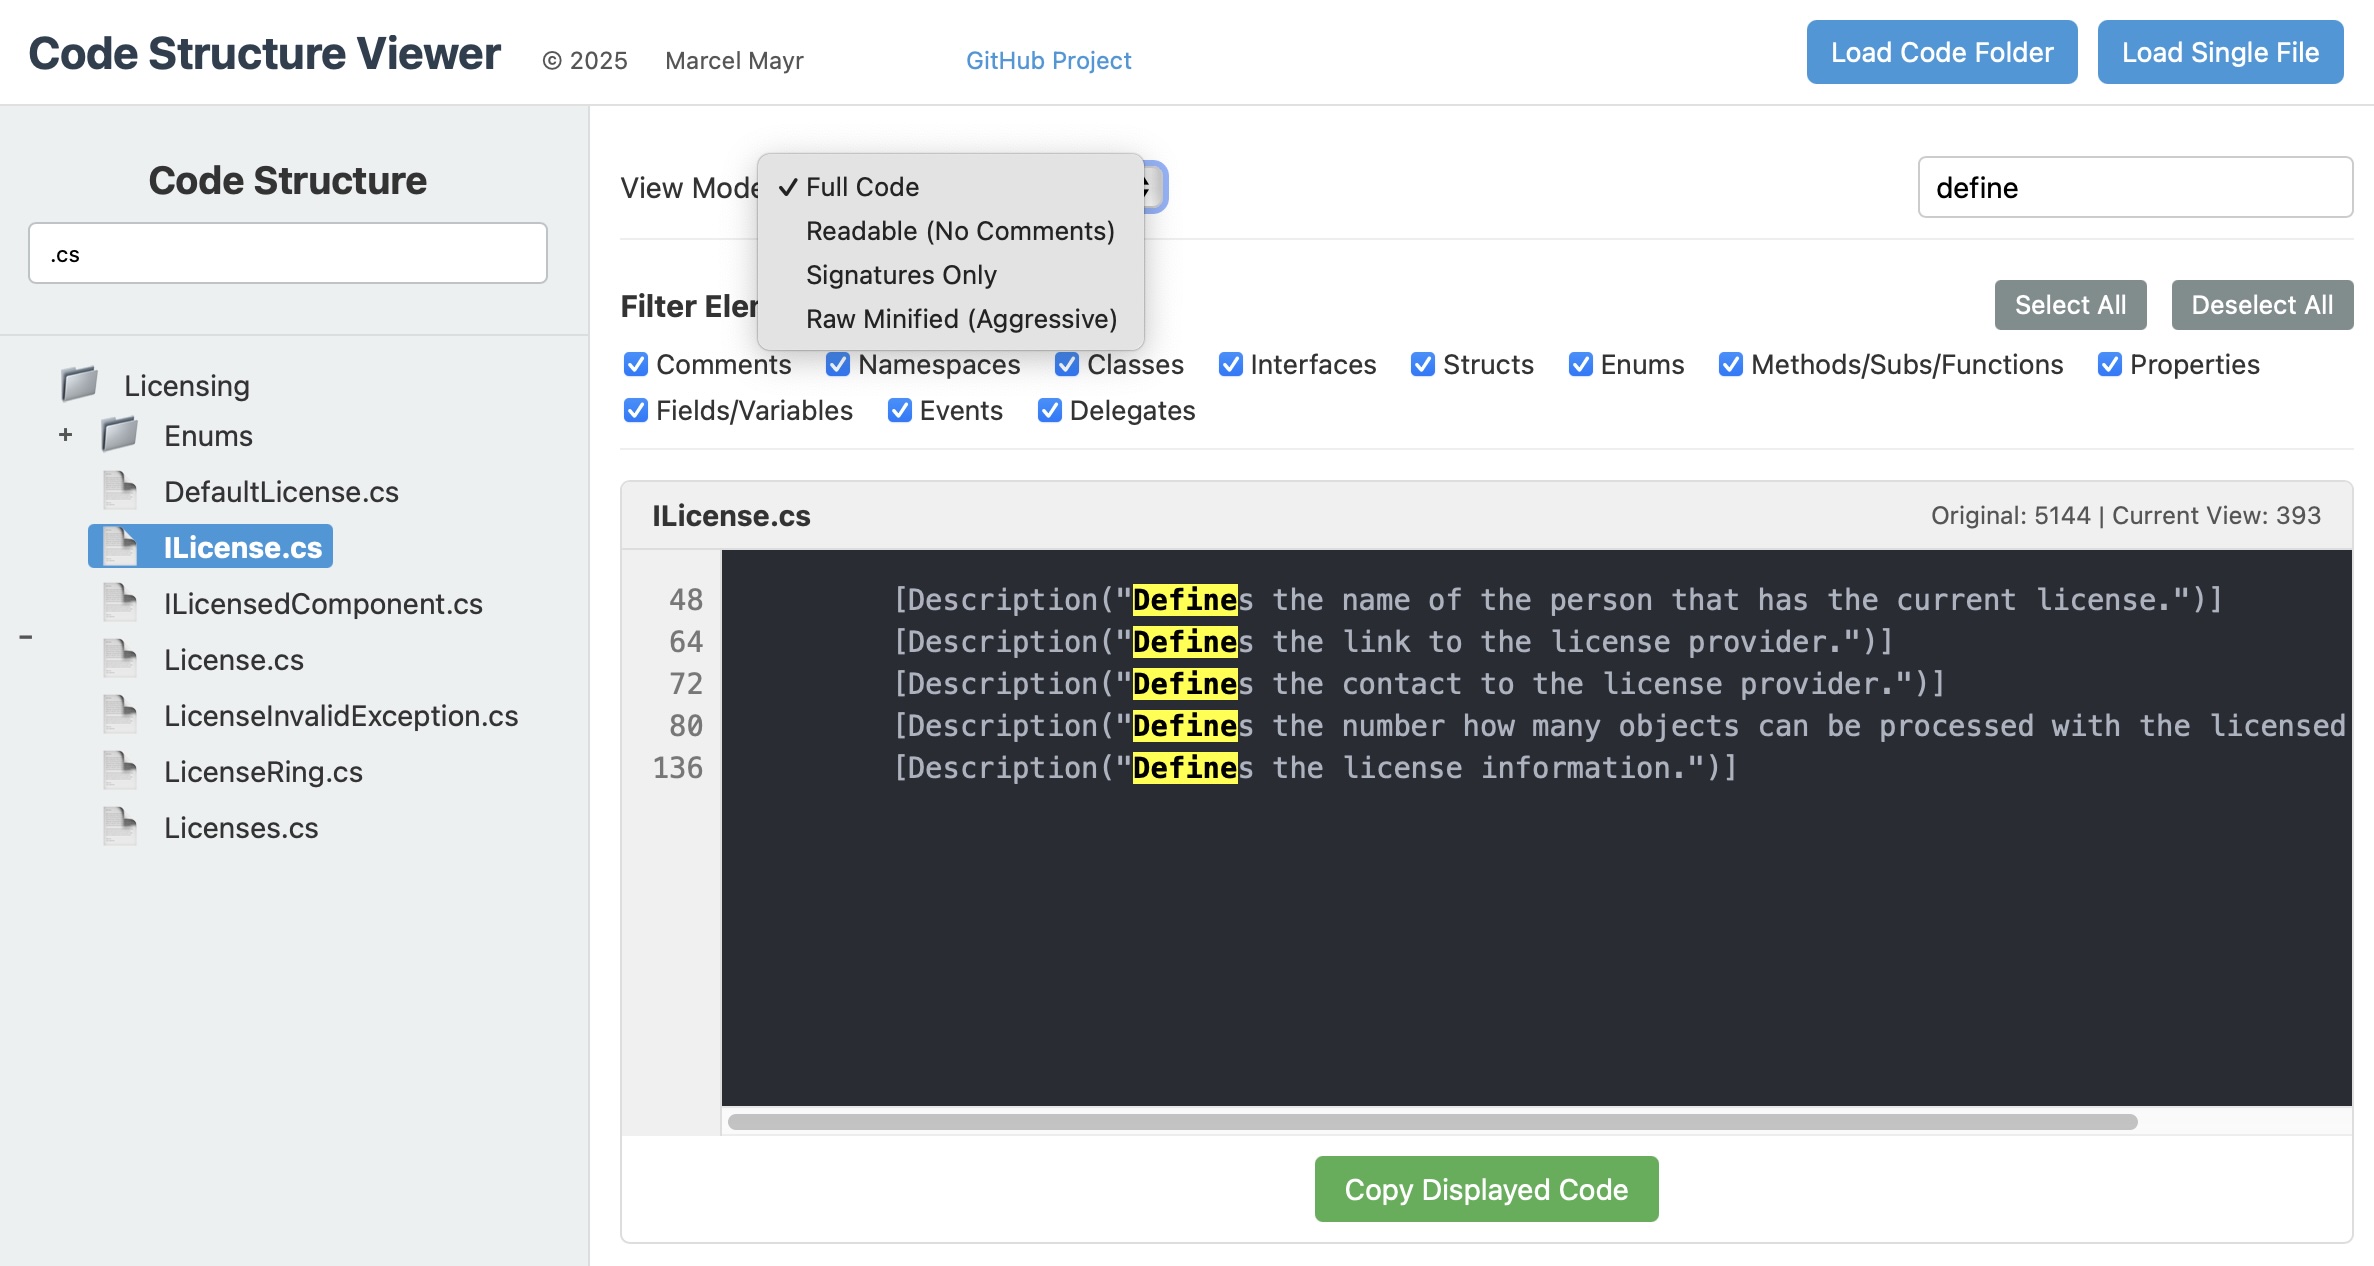 Code Structure Viewer © 2025 Marcel Mayr GitHub Project Load Code Folder Load Single File
Code Structure
.cs
Licensing
+ Enums
DefaultLicense.cs
ILicense.cs
ILicensedComponent.cs
−
License.cs
LicenseInvalidException.cs
LicenseRing.cs
Licenses.cs
View Mode
✓ Full Code
Readable (No Comments)
Signatures Only
Raw Minified (Aggressive)
define
Filter Eler
Select All Deselect All
Comments Namespaces Classes Interfaces Structs Enums Methods/Subs/Functions Properties
Fields/Variables Events Delegates
ILicense.cs Original: 5144 | Current View: 393
48 [Description("Defines the name of the person that has the current license.")]
64 [Description("Defines the link to the license provider.")]
72 [Description("Defines the contact to the license provider.")]
80 [Description("Defines the number how many objects can be processed with the licensed
136 [Description("Defines the license information.")]
Copy Displayed Code